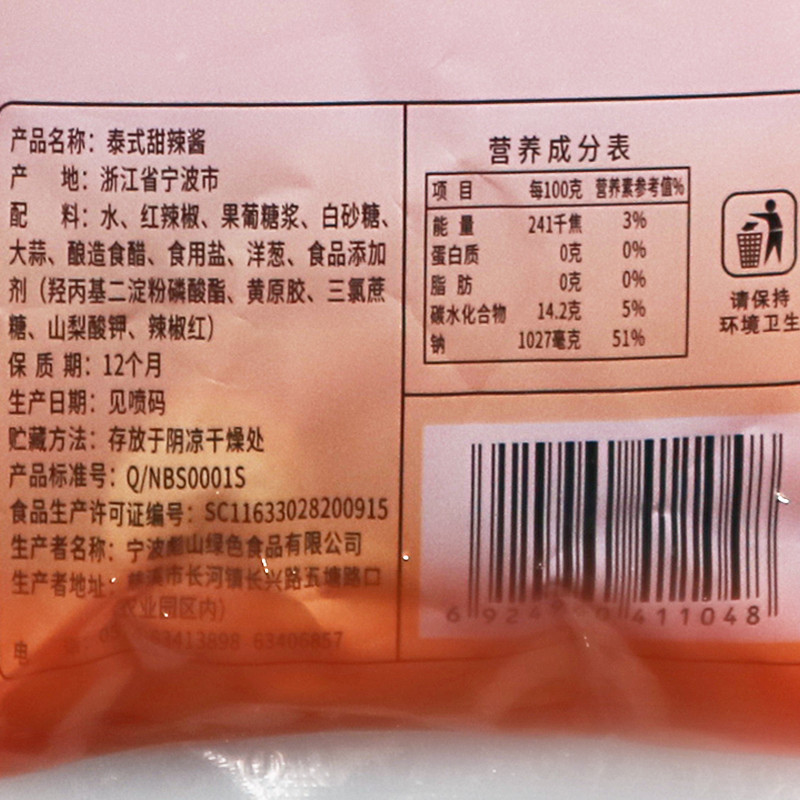 产品名称：泰式甜辣酱
产 地：浙江省宁波市
配 料：水、红辣椒、果葡糖浆、白砂糖、
大蒜、酿造食醋、食用盐、洋葱、食品添加
剂（羟丙基二淀粉磷酸酯、黄原胶、三氯蔗
糖、山梨酸钾、辣椒红）
保 质 期：12个月
生产日期：见喷码
贮藏方法：存放于阴凉干燥处
产品标准号：Q/NBS0001S
食品生产许可证编号：SC11633028200915
生产者名称：宁波 山绿色食品有限公司
生产者地址： 市长河镇长兴路五塘路口
业园区内）
电 63413898 63406857
营养成分表
项 目 每100克 营养素参考值%
能 量 241千焦 3%
蛋白质 0克 0%
脂 肪 0克 0%
碳水化合物 14.2克 5%
钠 1027毫克 51%
请保持
环境卫生
6 924 0 411048